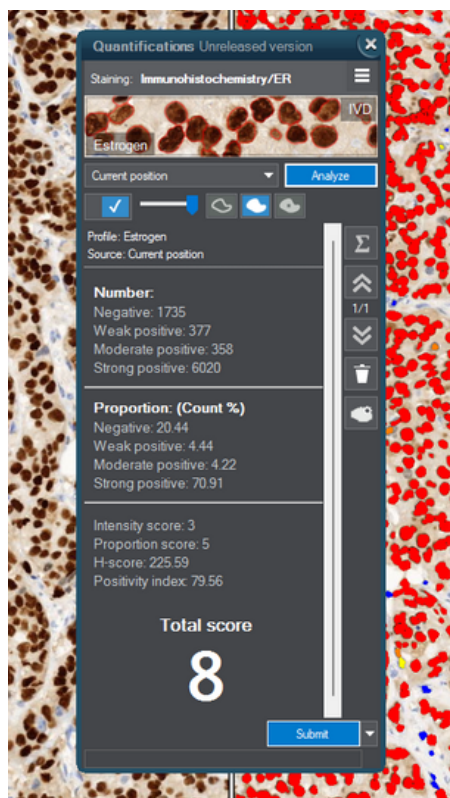 Quantifications Unreleased version
Staining: Immunohistochemistry/ER
IVD
Estrogen
Current position
Analyze
Profile: Estrogen
Source: Current position
Σ
1/1
Number:
Negative: 1735
Weak positive: 377
Moderate positive: 358
Strong positive: 6020
Proportion: (Count %)
Negative: 20.44
Weak positive: 4.44
Moderate positive: 4.22
Strong positive: 70.91
Intensity score: 3
Proportion score: 5
H-score: 225.59
Positivity index: 79.56
Total score
8
Submit